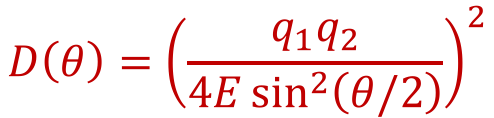 D(θ) = (q₁q₂ / 4E sin²(θ/2))²